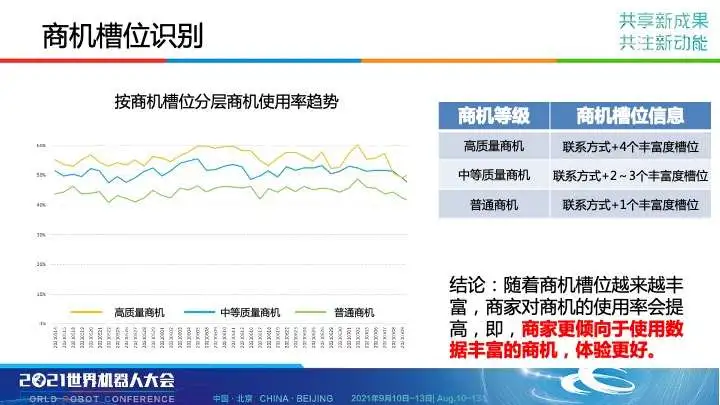 商机槽位识别
共享新成果
共注新动能
按商机槽位分层商机使用率趋势
60%
50%
40%
30%
20%
10%
0%
高质量商机 中等质量商机 普通商机
商机等级 商机槽位信息
高质量商机 联系方式+4个丰富度槽位
中等质量商机 联系方式+2~3个丰富度槽位
普通商机 联系方式+1个丰富度槽位
结论：随着商机槽位越来越丰
富，商家对商机的使用率会提
高，即，商家更倾向于使用数
据丰富的商机，体验更好。
2021世界机器人大会
ORLD ROBOT CONFERENCE
中国·北京 CHINA·BEIJING 2021年9月10日-13日| Aug.10-13